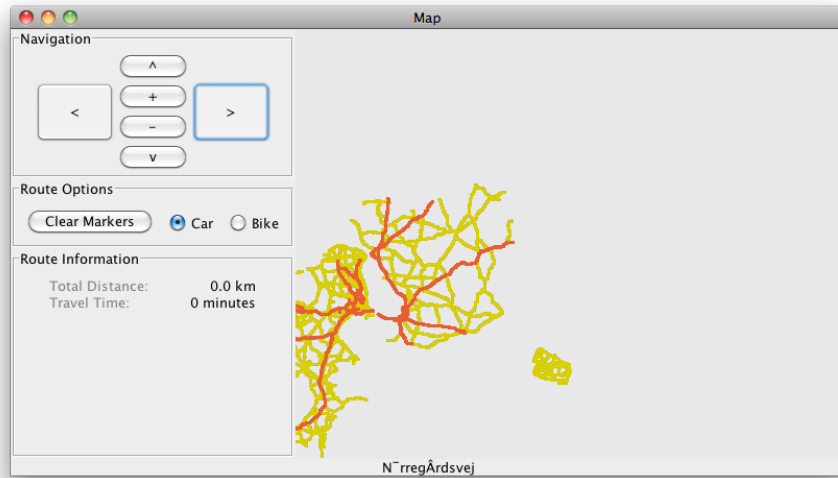 Map
Navigation
^
+
< >
–
v
Route Options
Clear Markers Car Bike
Route Information
Total Distance: 0.0 km
Travel Time: 0 minutes
N¯rregÂrdsvej